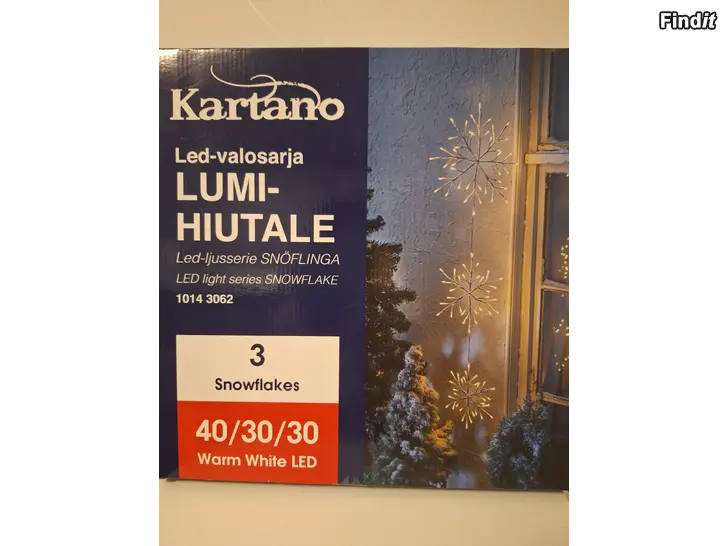 Findit
Kartano
Led-valosarja
LUMI-
HIUTALE
Led-ljusserie SNÖFLINGA
LED light series SNOWFLAKE
1014 3062
3
Snowflakes
40/30/30
Warm White LED